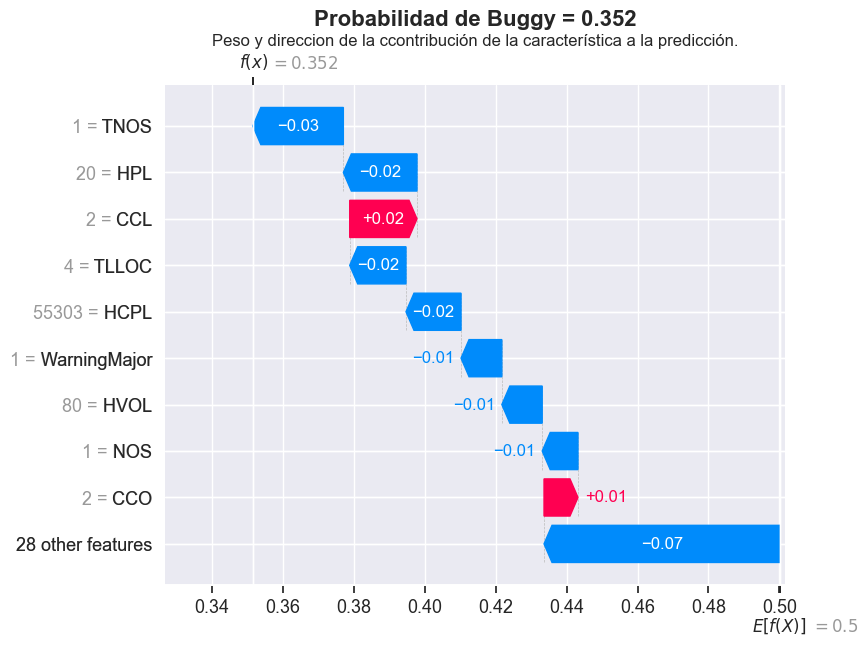 Probabilidad de Buggy = 0.352
Peso y direccion de la ccontribución de la característica a la predicción.
f(x) = 0.352
1 = TNOS −0.03
20 = HPL −0.02
2 = CCL +0.02
4 = TLLOC −0.02
55303 = HCPL −0.02
1 = WarningMajor −0.01
80 = HVOL −0.01
1 = NOS −0.01
2 = CCO +0.01
28 other features −0.07
0.34 0.36 0.38 0.40 0.42 0.44 0.46 0.48 0.50
E[f(X)] = 0.5